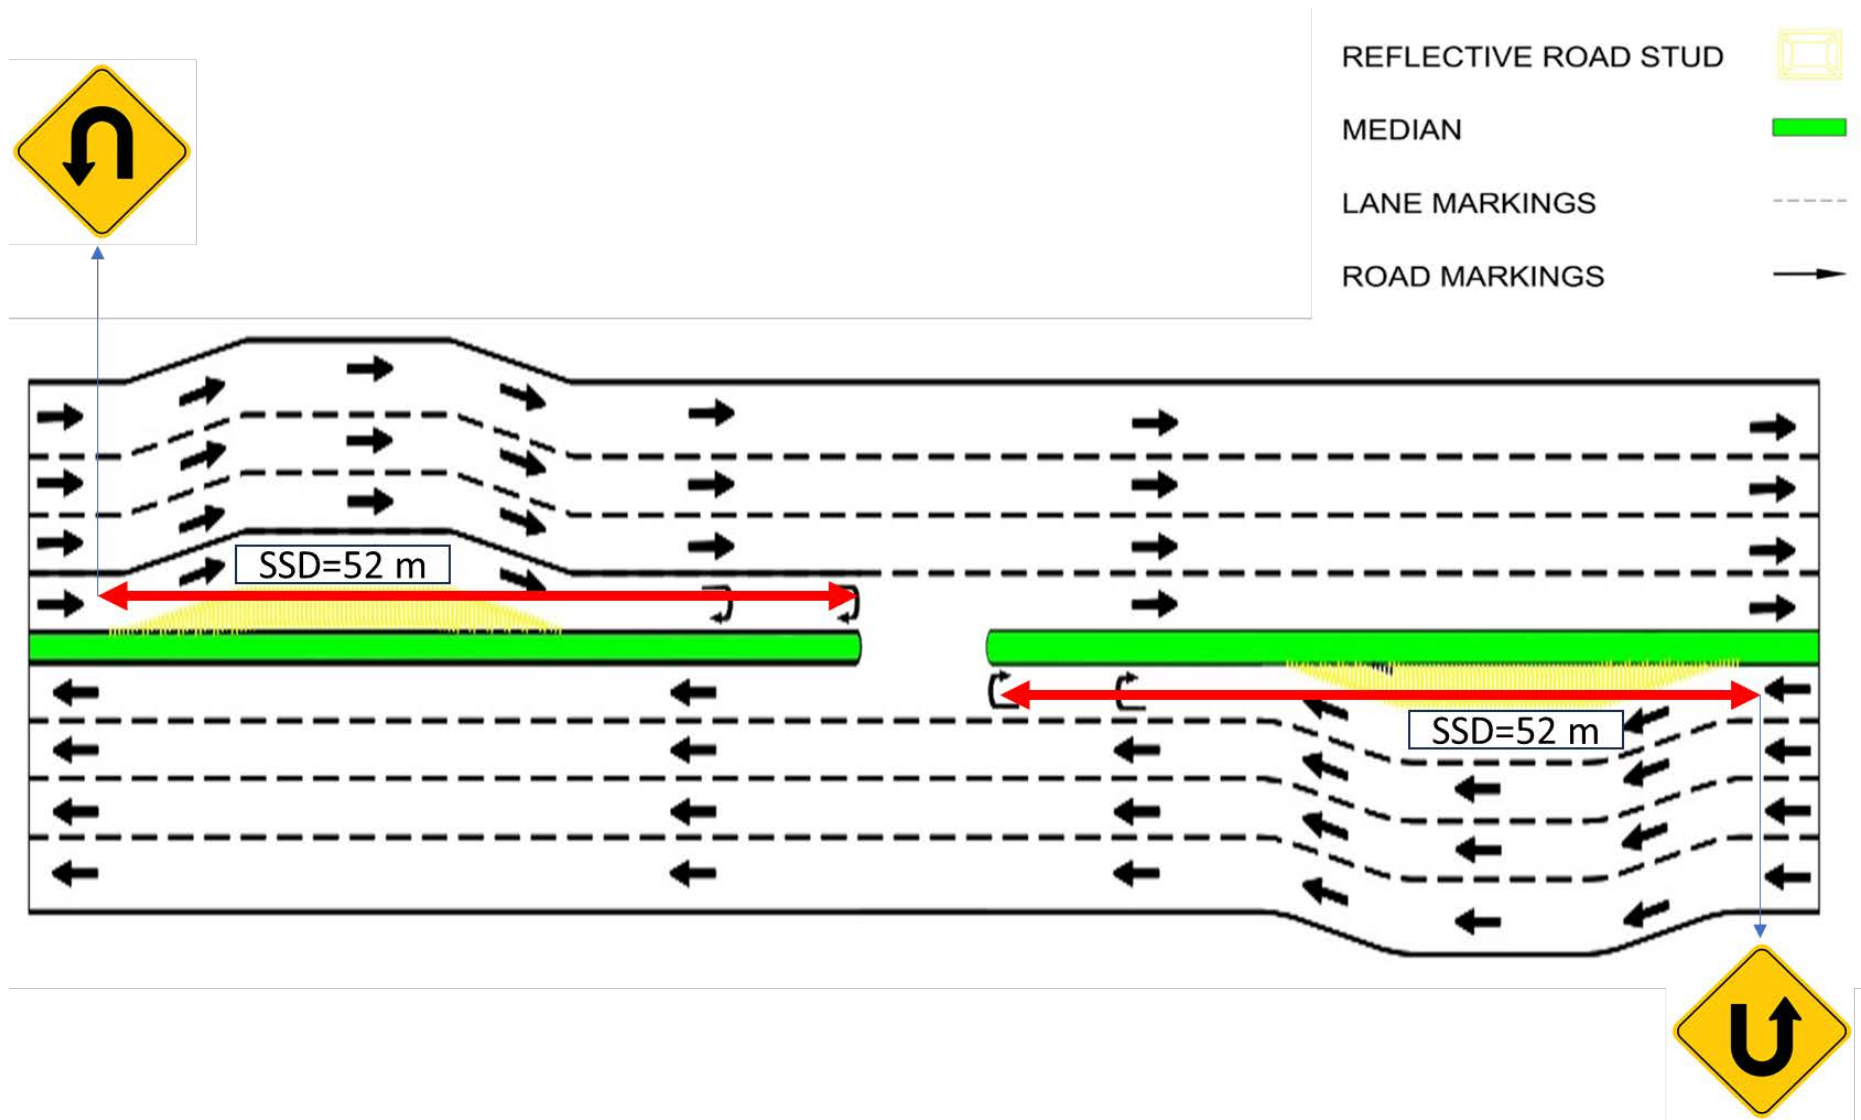 REFLECTIVE ROAD STUD
MEDIAN
LANE MARKINGS
ROAD MARKINGS
SSD=52 m
SSD=52 m